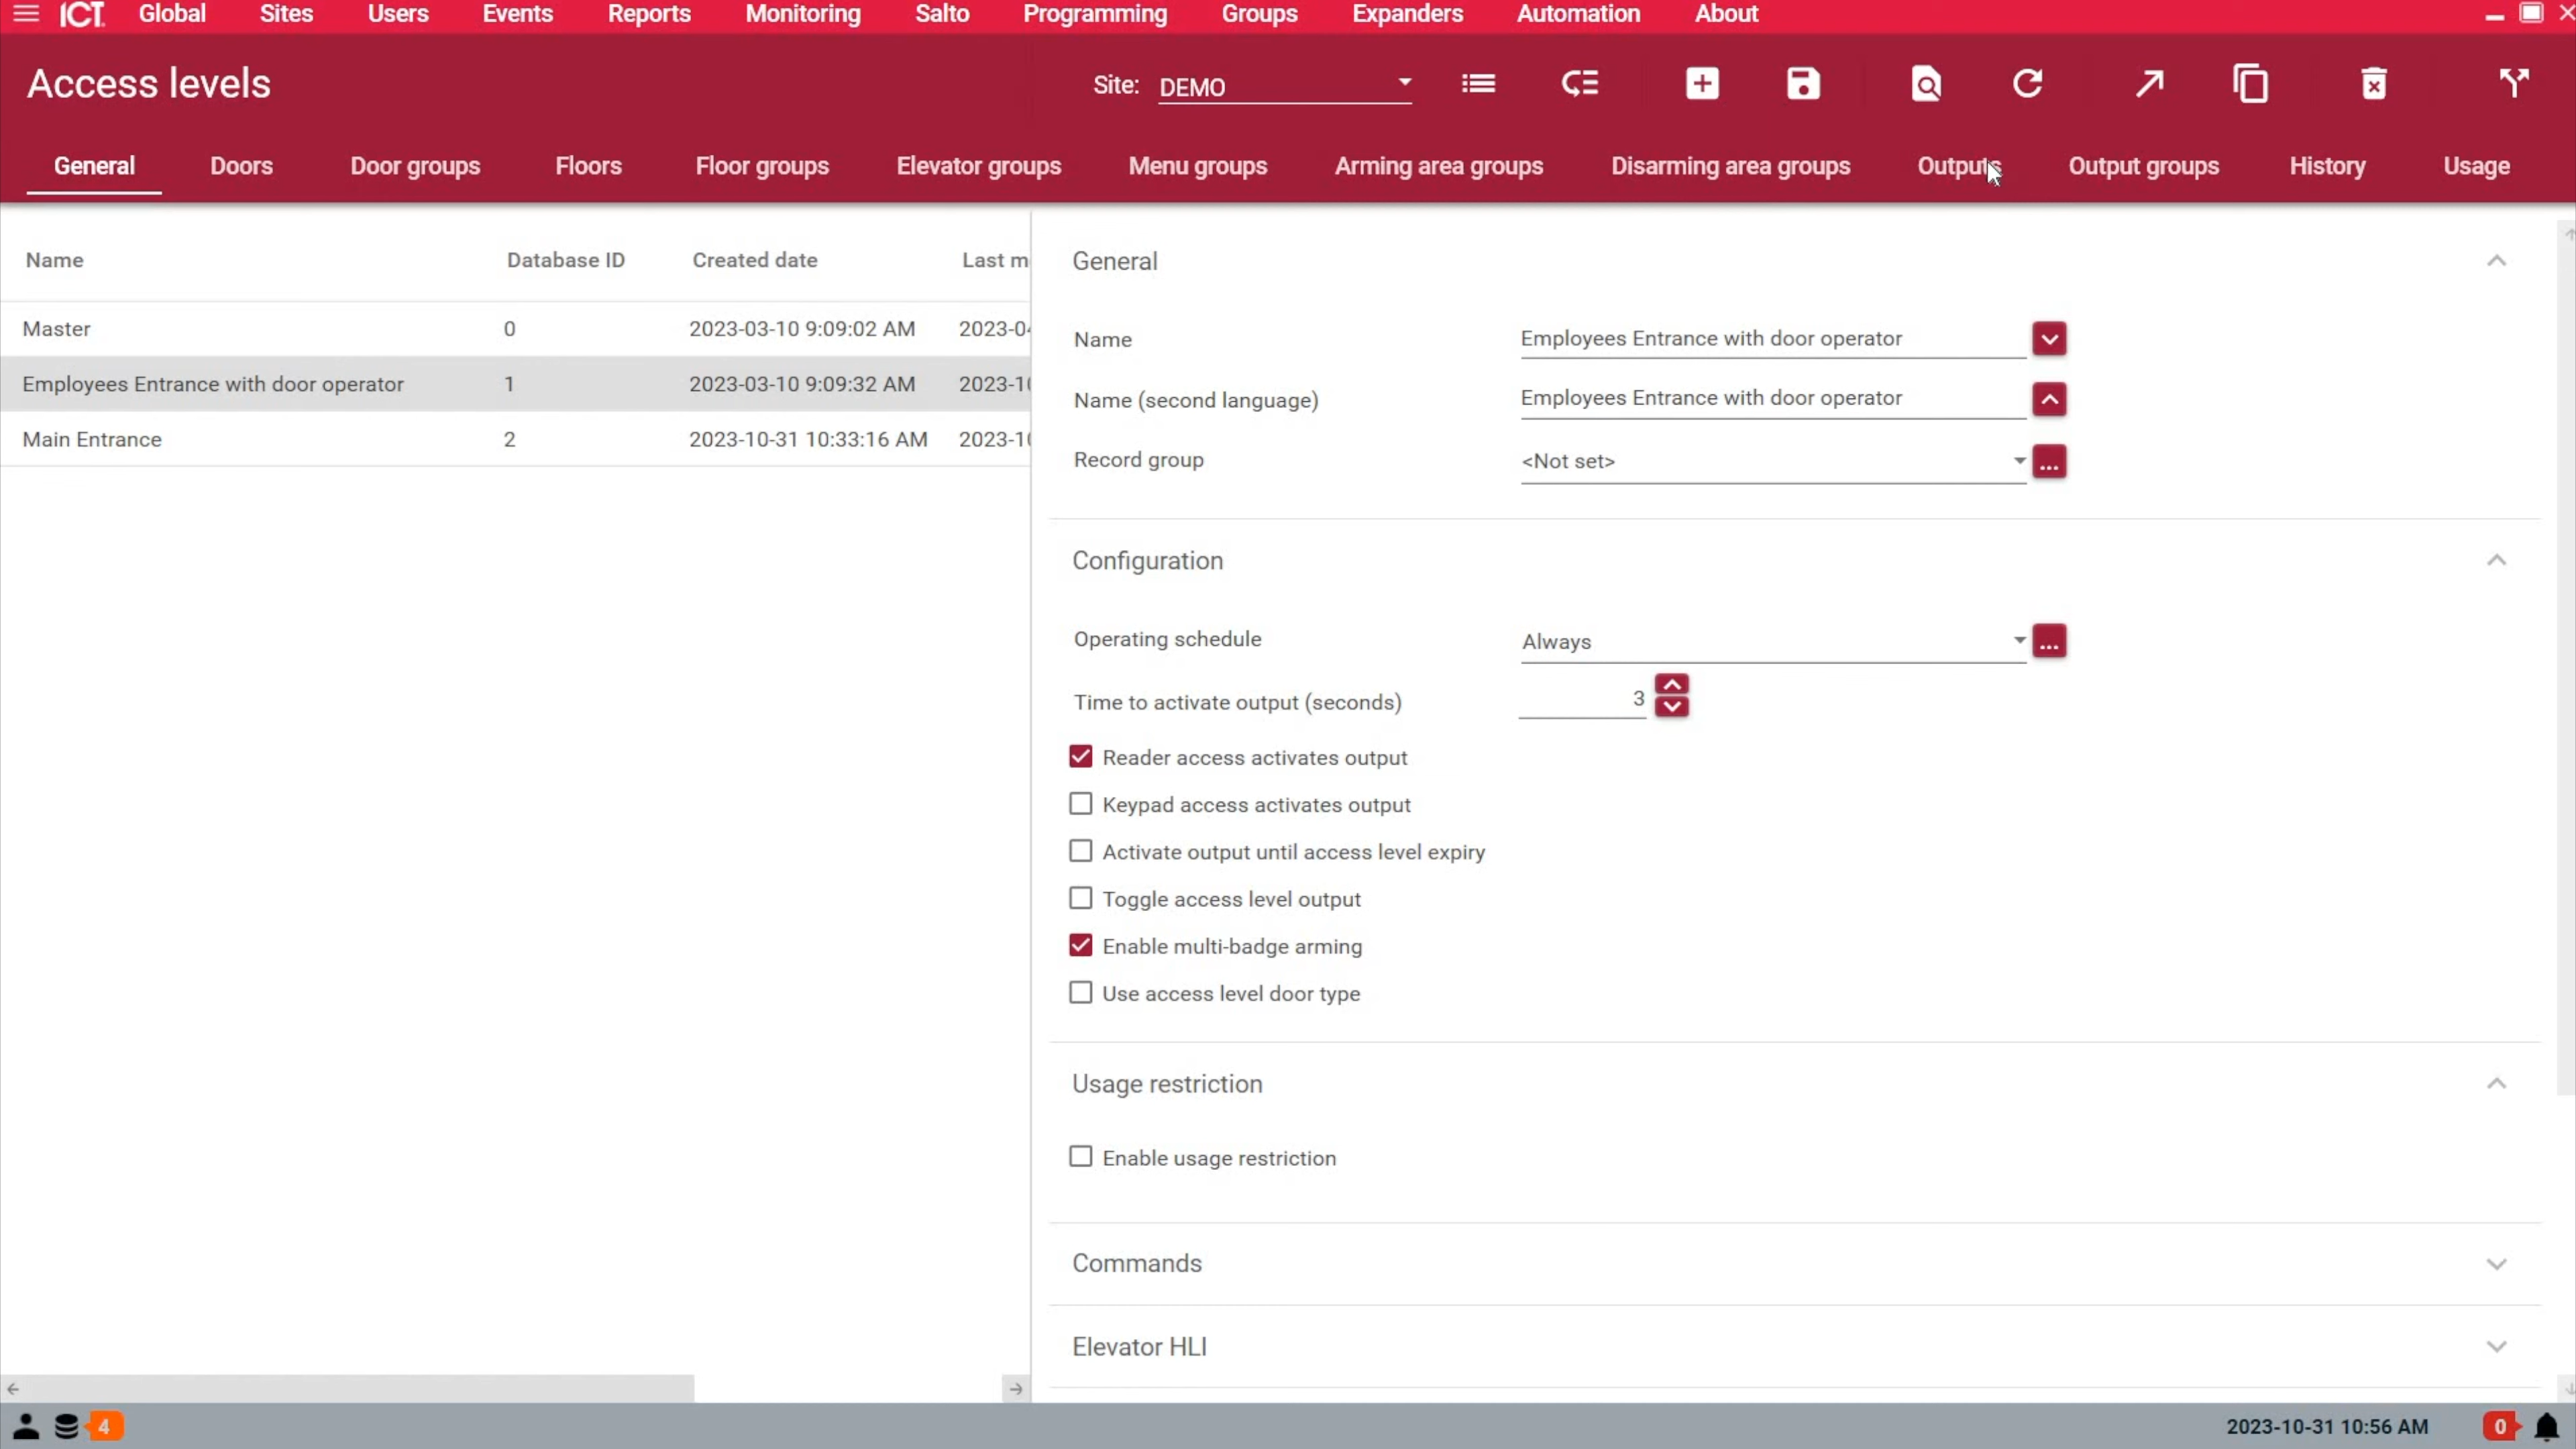 ICT Global Sites Users Events Reports Monitoring Salto Programming Groups Expanders Automation About
Access levels Site: DEMO
General Doors Door groups Floors Floor groups Elevator groups Menu groups Arming area groups Disarming area groups Outputs Output groups History Usage
Name Database ID Created date Last m
Master 0 2023-03-10 9:09:02 AM 2023-04
Employees Entrance with door operator 1 2023-03-10 9:09:32 AM 2023-10
Main Entrance 2 2023-10-31 10:33:16 AM 2023-10
General
Name Employees Entrance with door operator
Name (second language) Employees Entrance with door operator
Record group <Not set> ...
Configuration
Operating schedule Always ...
Time to activate output (seconds) 3
Reader access activates output
Keypad access activates output
Activate output until access level expiry
Toggle access level output
Enable multi-badge arming
Use access level door type
Usage restriction
Enable usage restriction
Commands
Elevator HLI
4 2023-10-31 10:56 AM 0